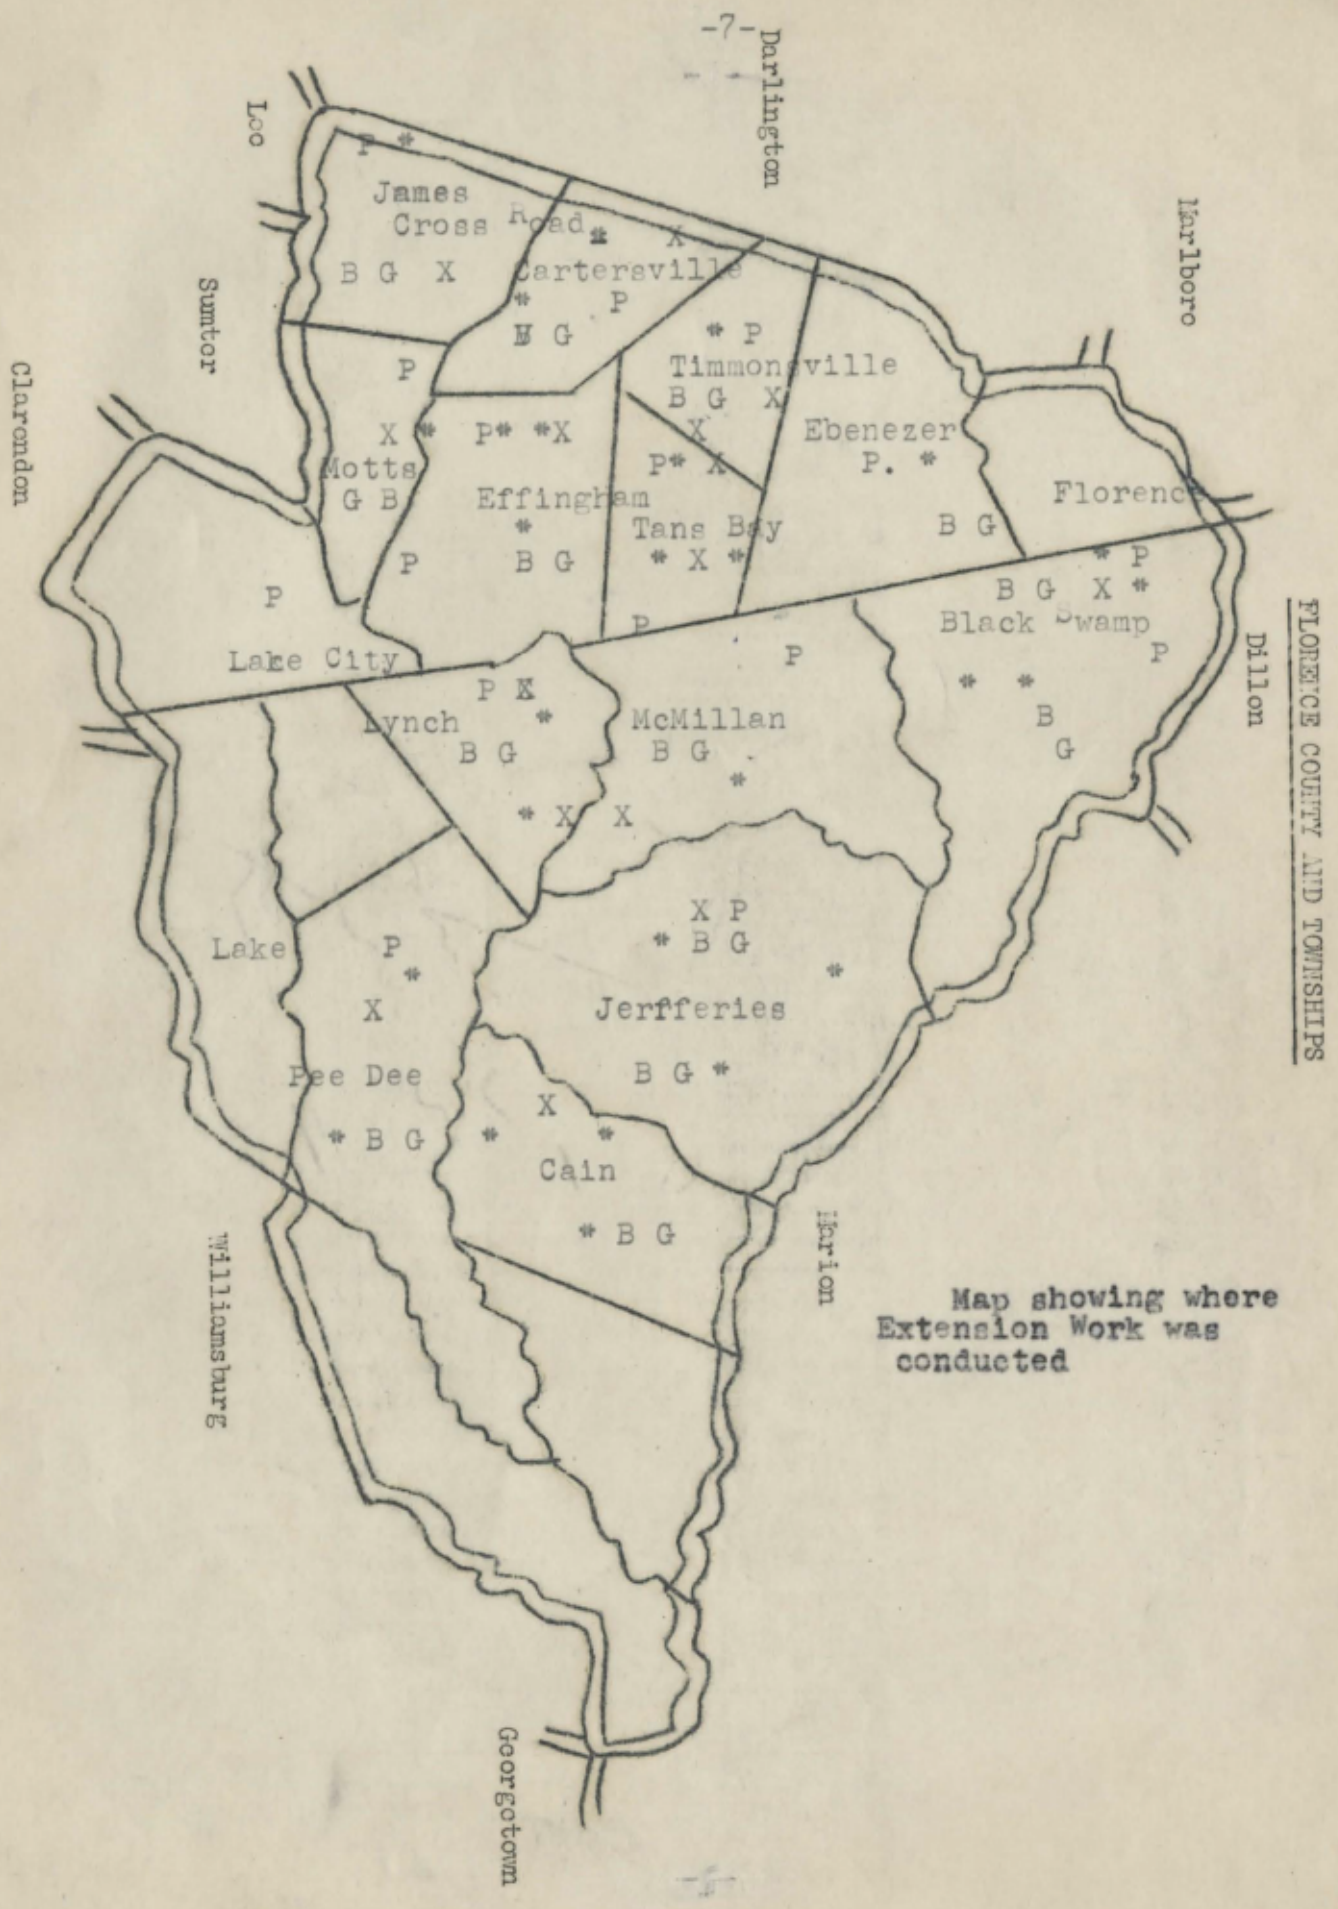 -7-
Darlington
Loo
Marlboro
P *
James
Cross Road * X
B G X Cartersville
Sumter
* P
B G * P
P Timmonsville
B G X
Clarondon
X * P* *X X Ebenezer
Motts P* X P. *
G B Effingham Florence
* Tans Bay B G
P B G * X * * P
B G X *
P P Black Swamp
Lake City P P
FLORENCE COUNTY AND TOWNSHIPS
Dillon
P X * *
Lynch * McMillan B
B G B G G
*
* X X
X P
Lake P * B G
* *
X Jerfferies
Pee Dee B G *
X
* B G * *
Cain
* B G
Marion
Williamsburg
Map showing where
Extension Work was
conducted
Georgetown